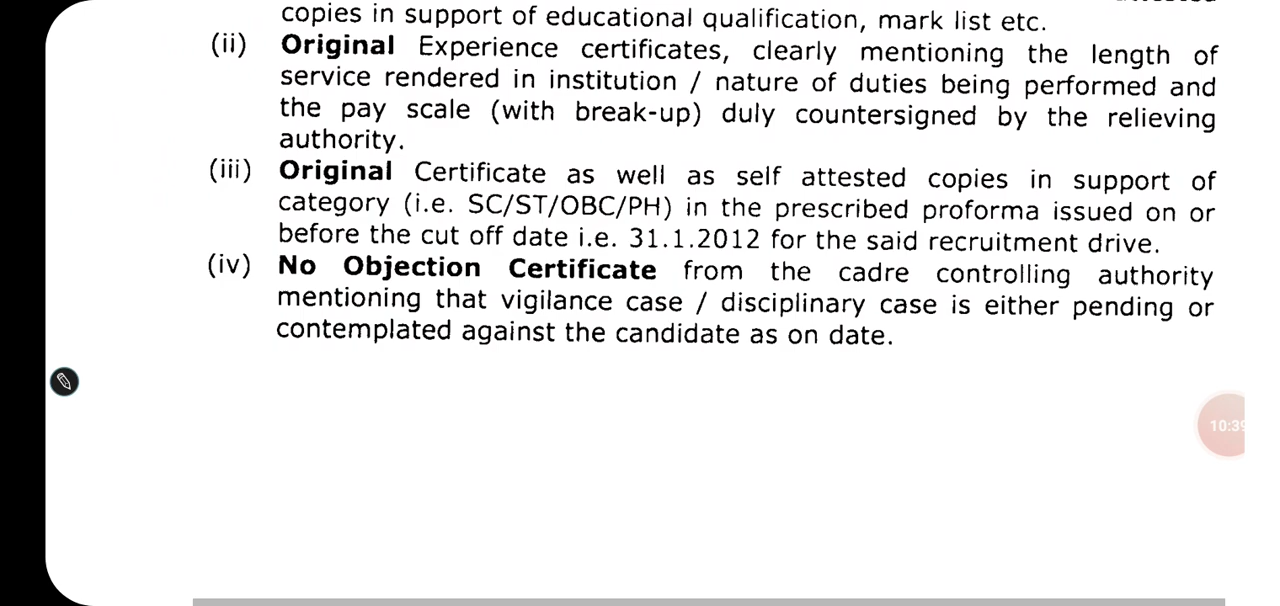 copies in support of educational qualification, mark list etc.
(ii) Original Experience certificates, clearly mentioning the length of
service rendered in institution / nature of duties being performed and
the pay scale (with break-up) duly countersigned by the relieving
authority.
(iii) Original Certificate as well as self attested copies in support of
category (i.e. SC/ST/OBC/PH) in the prescribed proforma issued on or
before the cut off date i.e. 31.1.2012 for the said recruitment drive.
(iv) No Objection Certificate from the cadre controlling authority
mentioning that vigilance case / disciplinary case is either pending or
contemplated against the candidate as on date.